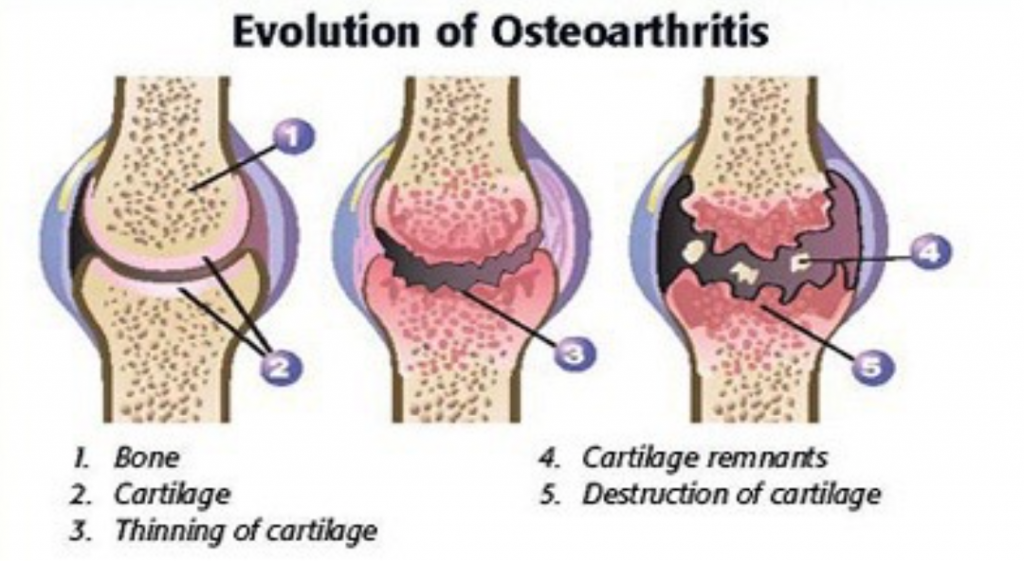 Evolution of Osteoarthritis
1
2
3
4
5
1. Bone
2. Cartilage
3. Thinning of cartilage
4. Cartilage remnants
5. Destruction of cartilage